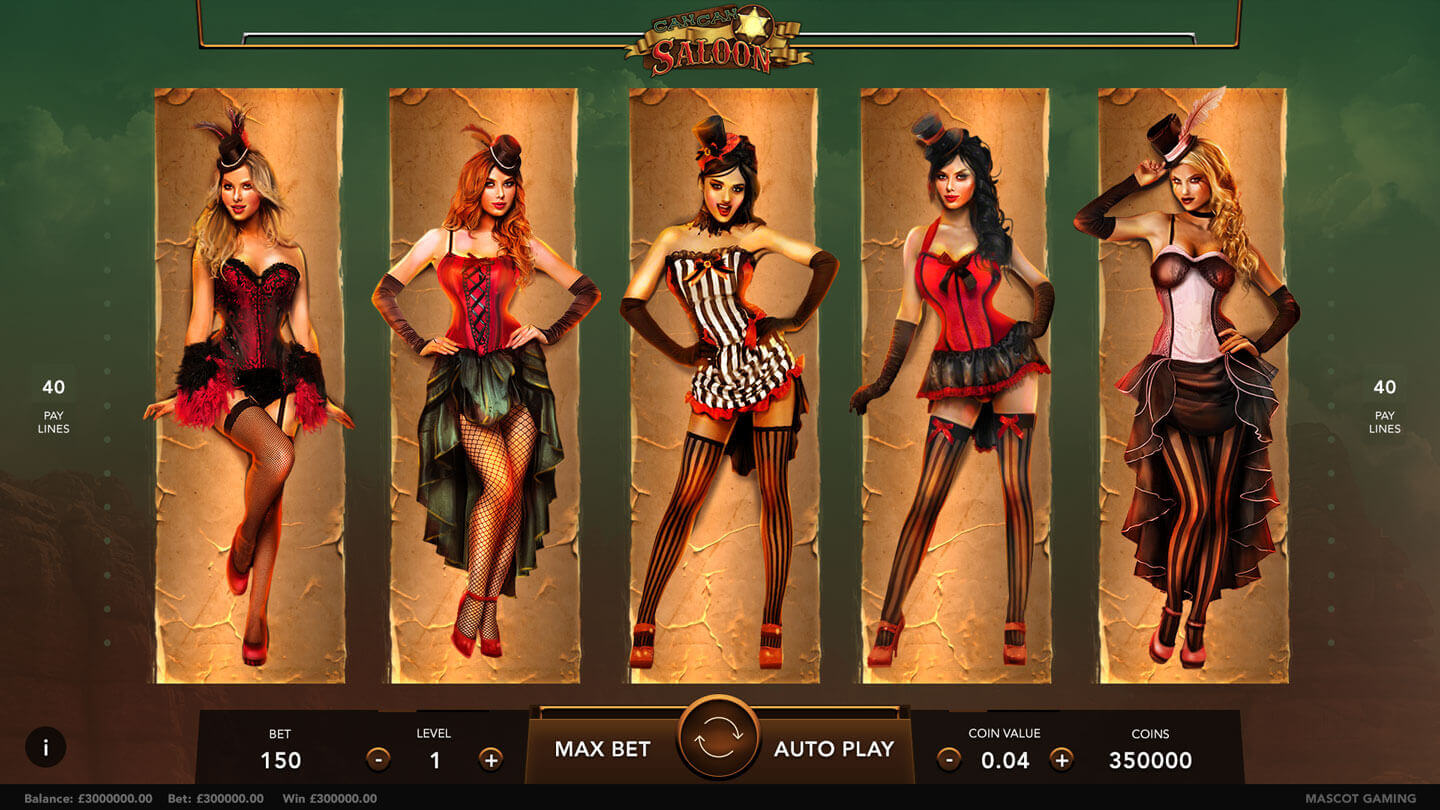 CANCAN
SALOON
40
PAY
LINES
40
PAY
LINES
i
BET
150
LEVEL
-
1
+
MAX BET
AUTO PLAY
COIN VALUE
-
0.04
+
COINS
350000
Balance: £3000000.00 Bet: £300000.00 Win £300000.00
MASCOT GAMING